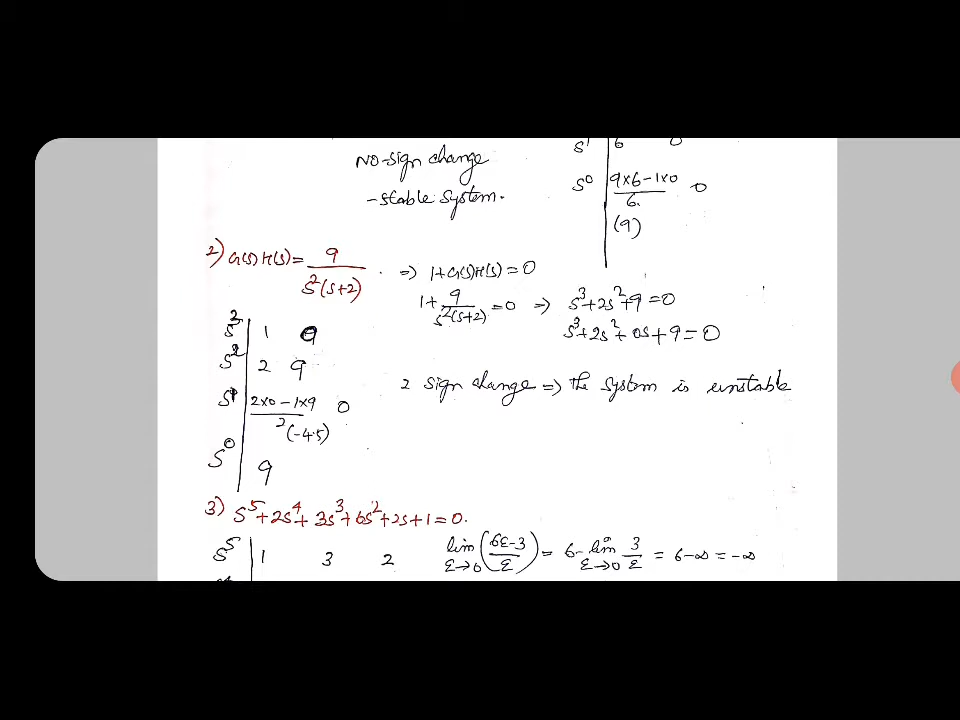 No-sign change
-stable system.
S¹ | 6 0
S⁰ | (9×6-1×0)/6 0
(9)
2) G(s)H(s) = 9/(s²(s+2)) . => 1+G(s)H(s)=0
1+ 9/(s²(s+2)) =0 => s³+2s²+9=0
s³+2s²+0s+9=0
S³ | 1 0
S² | 2 9
S¹ | (2×0-1×9)/2 0
(-4.5)
S⁰ | 9
2 sign change => the system is unstable
3) S⁵+2s⁴+3s³+6s²+2s+1=0.
S⁵ | 1 3 2
lim ε→0 ((6ε-3)/ε) = 6-lim ε→0 3/ε = 6-∞ = -∞